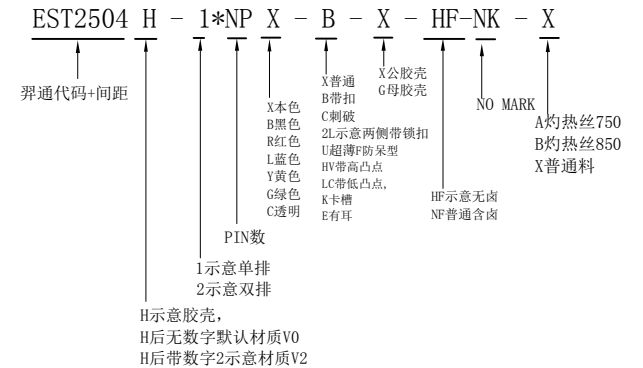 EST2504 H - 1*NP X - B - X - HF-NK - X
羿通代码+间距
X本色
B黑色
R红色
L蓝色
Y黄色
G绿色
C透明
X普通
B带扣
C刺破
2L示意两侧带锁扣
U超薄F防呆型
HV带高凸点
LC带低凸点,
K卡槽
E有耳
X公胶壳
G母胶壳
NO MARK
A灼热丝750
B灼热丝850
X普通料
HF示意无卤
NF普通含卤
PIN数
1示意单排
2示意双排
H示意胶壳,
H后无数字默认材质V0
H后带数字2示意材质V2